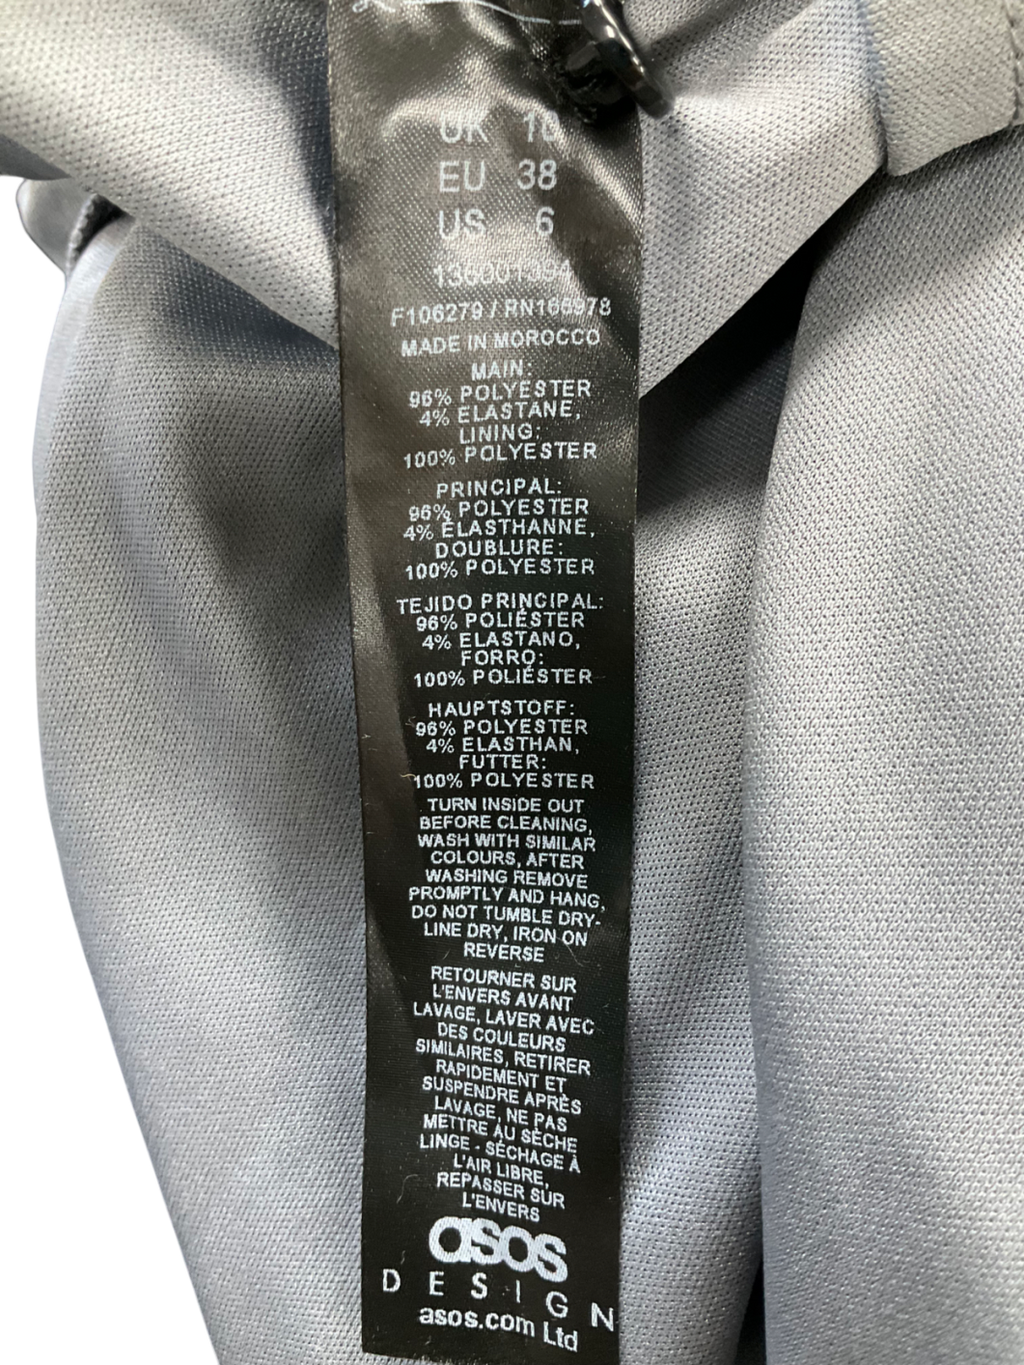 UK 10
EU 38
US 6
F106279 / RN166978
MADE IN MOROCCO
MAIN:
96% POLYESTER
4% ELASTANE,
LINING:
100% POLYESTER
PRINCIPAL:
96% POLYESTER
4% ÉLASTHANNE,
DOUBLURE:
100% POLYESTER
TEJIDO PRINCIPAL:
96% POLIÉSTER
4% ELASTANO,
FORRO:
100% POLIÉSTER
HAUPTSTOFF:
96% POLYESTER
4% ELASTHAN,
FUTTER:
100% POLYESTER
TURN INSIDE OUT
BEFORE CLEANING,
WASH WITH SIMILAR
COLOURS, AFTER
WASHING REMOVE
PROMPTLY AND HANG,
DO NOT TUMBLE DRY-
LINE DRY, IRON ON
REVERSE
RETOURNER SUR
L'ENVERS AVANT
LAVAGE, LAVER AVEC
DES COULEURS
SIMILAIRES, RETIRER
RAPIDEMENT ET
SUSPENDRE APRÈS
LAVAGE, NE PAS
METTRE AU SÈCHE
LINGE - SÉCHAGE À
L'AIR LIBRE,
REPASSER SUR
L'ENVERS
asos
DESIGN
asos.com Ltd